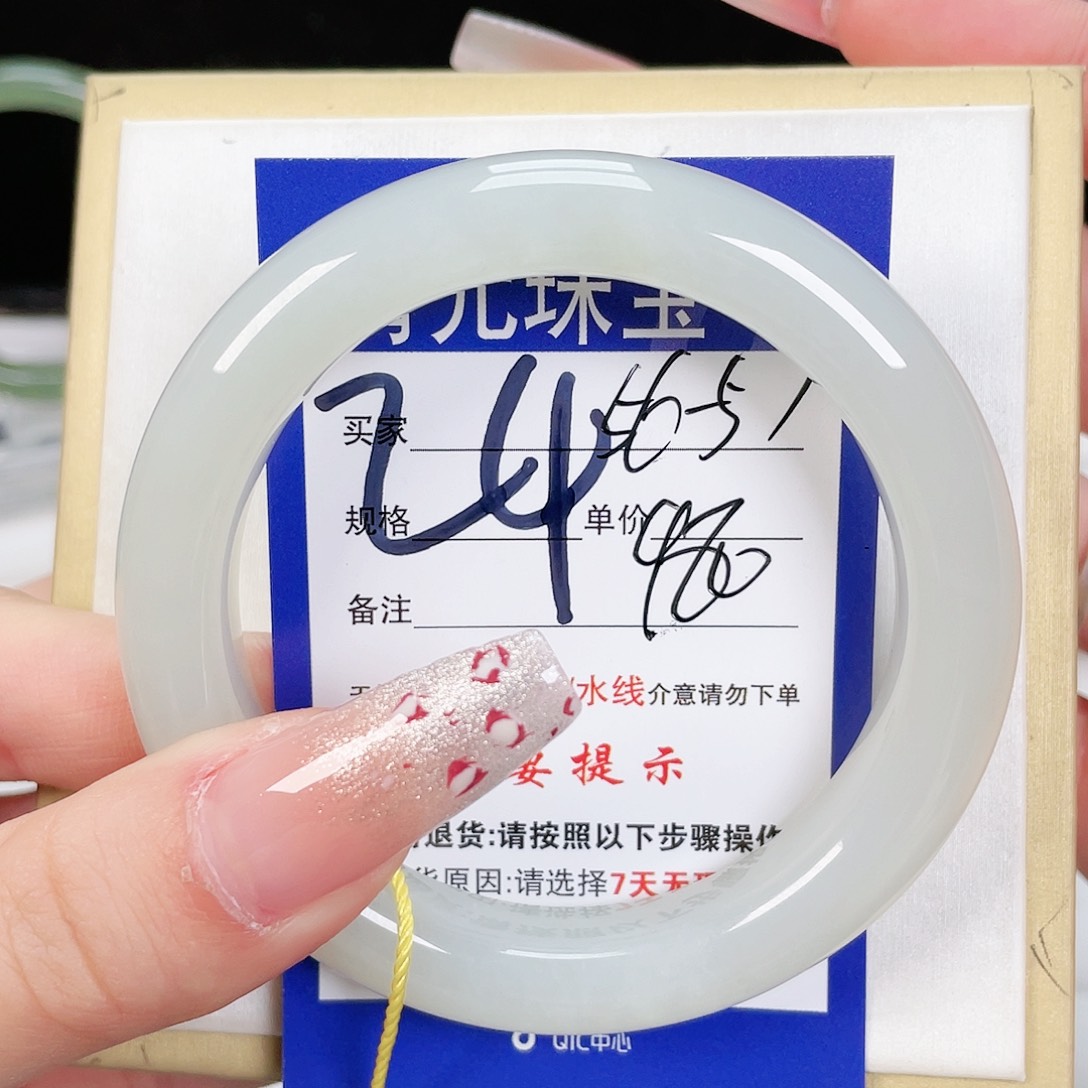 元珠宝
24
买家
规格 单价 980
备注
水线介意请勿下单
提示
退货:请按照以下步骤操作
原因:请选择7天无
QIC中心